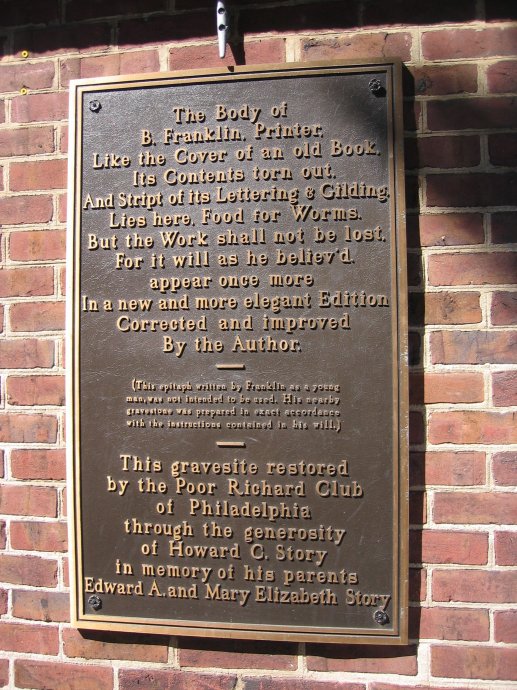 The Body of
B. Franklin, Printer,
Like the Cover of an old Book,
Its Contents torn out,
And Stript of its Lettering & Gilding,
Lies here, Food for Worms.
But the Work shall not be lost,
For it will as he believ'd,
appear once more
In a new and more elegant Edition
Corrected and improved
By the Author.
(This epitaph written by Franklin as a young
man, was not intended to be used. His nearby
gravestone was prepared in exact accordance
with the instructions contained in his will.)
This gravesite restored
by the Poor Richard Club
of Philadelphia
through the generosity
of Howard C. Story
in memory of his parents
Edward A. and Mary Elizabeth Story